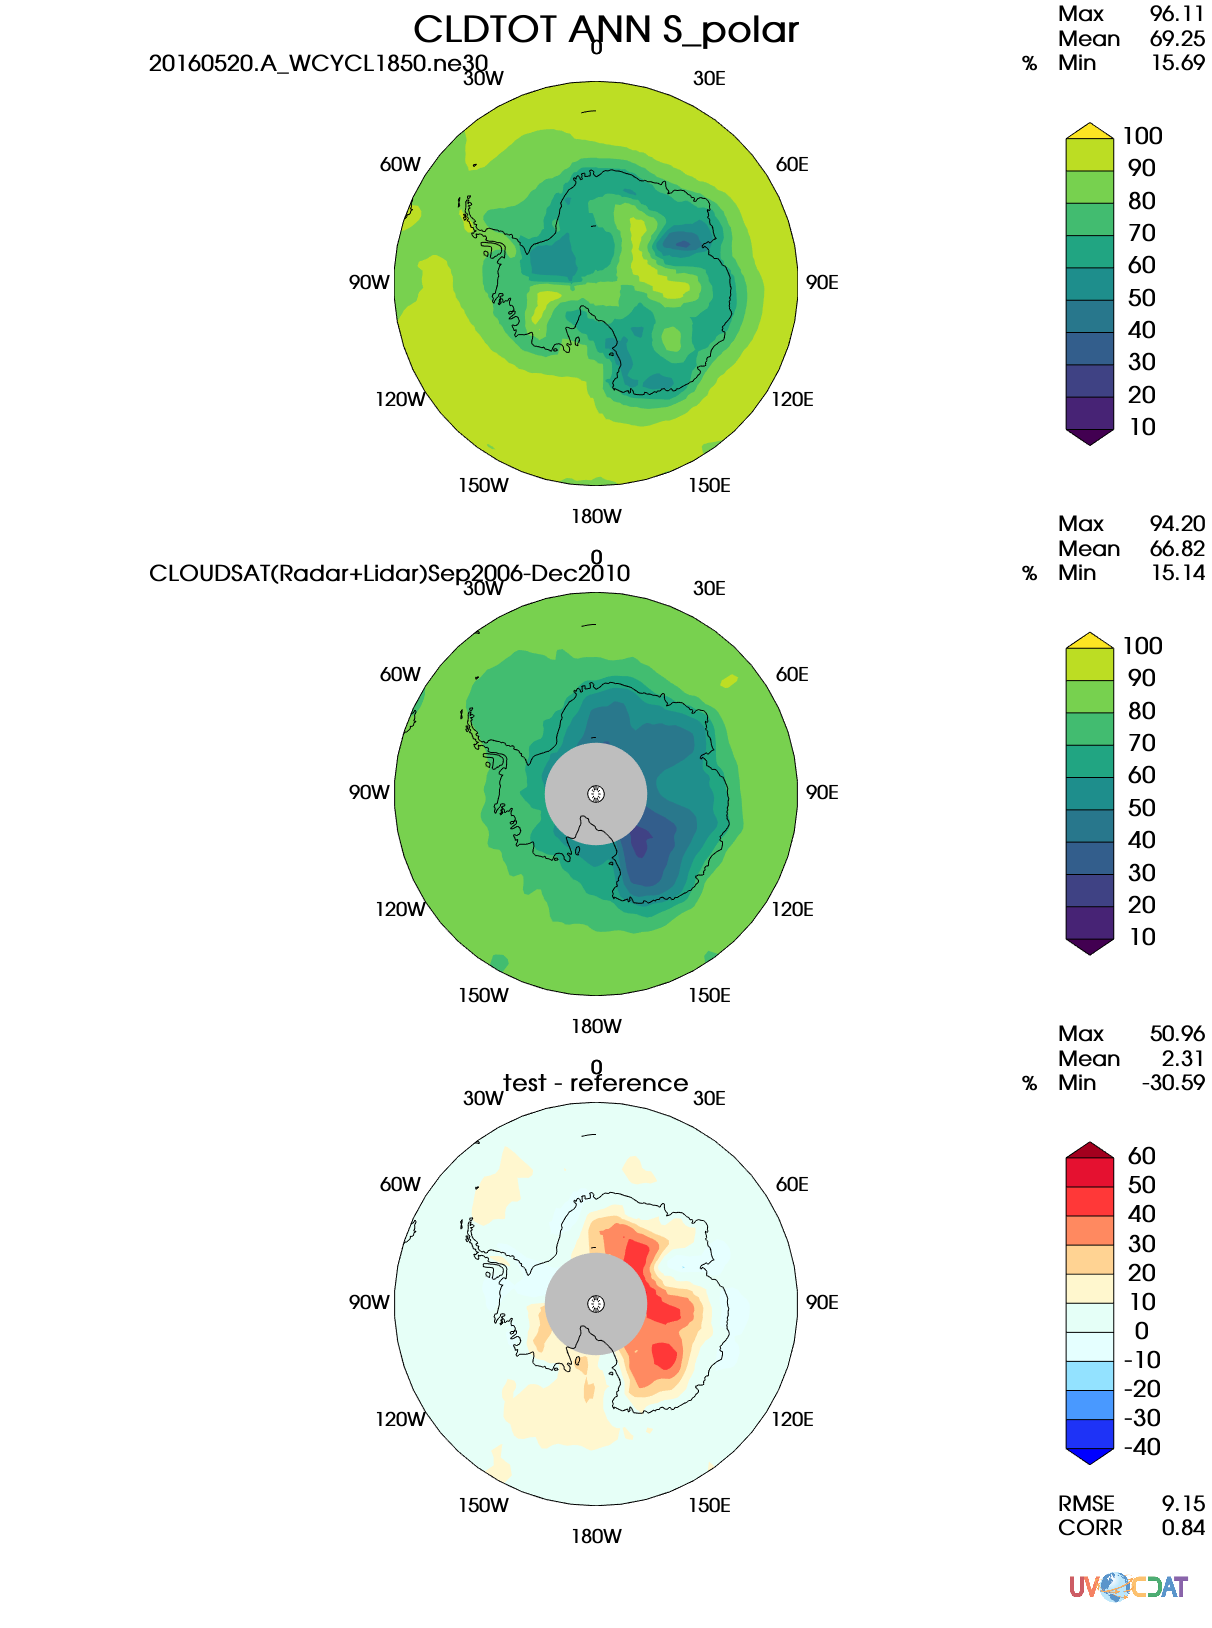 CLDTOT ANN S_polar
20160520.A_WCYCL1850.ne30
Max 96.11
Mean 69.25
% Min 15.69
0
30W 30E
60W 60E
90W 90E
120W 120E
150W 150E
180W
100
90
80
70
60
50
40
30
20
10
CLOUDSAT(Radar+Lidar)Sep2006-Dec2010
Max 94.20
Mean 66.82
% Min 15.14
0
30W 30E
60W 60E
90W 90E
120W 120E
150W 150E
180W
100
90
80
70
60
50
40
30
20
10
test - reference
Max 50.96
Mean 2.31
% Min -30.59
0
30W 30E
60W 60E
90W 90E
120W 120E
150W 150E
180W
60
50
40
30
20
10
0
-10
-20
-30
-40
RMSE 9.15
CORR 0.84
UV CDAT